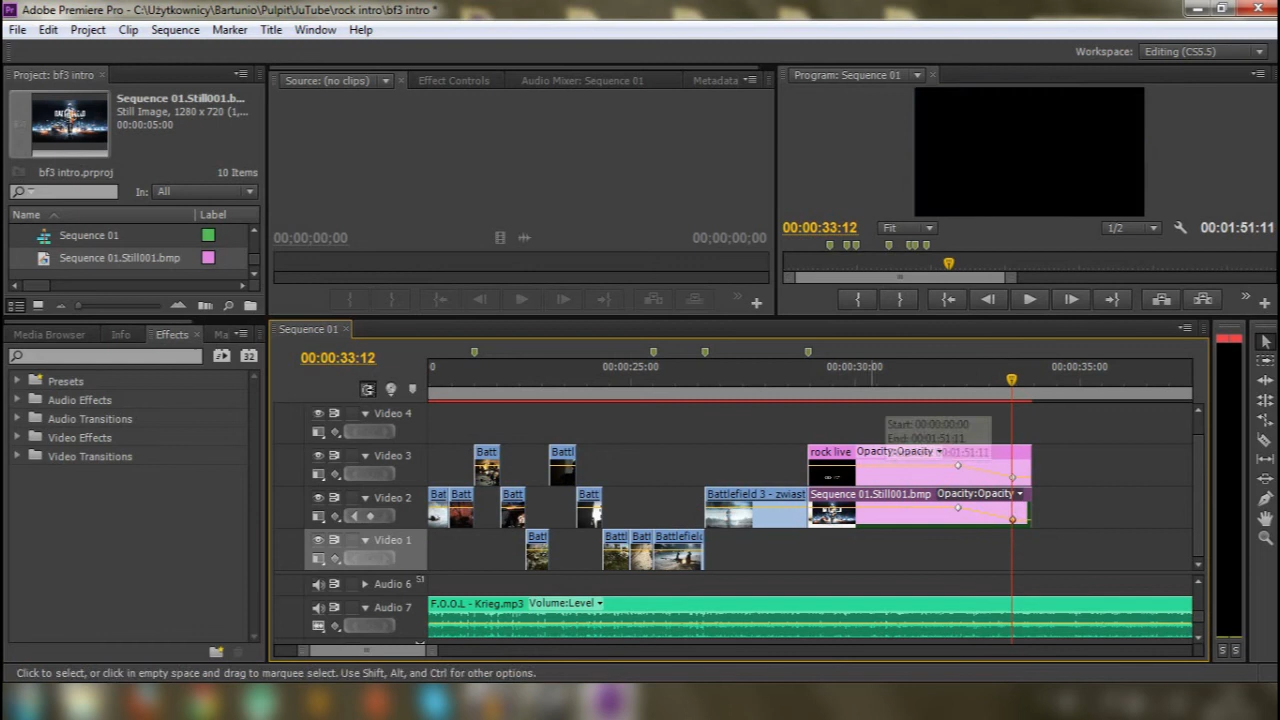 Adobe Premiere Pro - C:\Użytkownicy\Bartunio\Pulpit\JuTube\rock intro\bf3 intro *
File Edit Project Clip Sequence Marker Title Window Help
Workspace: Editing (CS5.5)
Project: bf3 intro
Sequence 01.Still001.b...
Still Image, 1280 x 720 (1,...
00:00:05:00
bf3 intro.prproj 10 Items
In: All
Name Label
Sequence 01
Sequence 01.Still001.bmp
Source: (no clips) Effect Controls Audio Mixer: Sequence 01 Metadata
00;00;00;00 00;00;00;00
Program: Sequence 01
00:00:33:12 Fit 1/2 00:01:51:11
Media Browser Info Effects Ma
Presets
Audio Effects
Audio Transitions
Video Effects
Video Transitions
Sequence 01
00:00:33:12
0 00:00:25:00 00:00:30:00 00:00:35:00
Start: 00:00:00:00
End: 00:01:51:11
Video 4
Video 3 Batt Battl rock live Opacity:Opacity
Video 2 Bat Batt Batt Batt Battlefield 3 - zwiast Sequence 01.Still001.bmp Opacity:Opacity
Video 1 Batt Battl Batt Battlefield
Audio 6 5.1
Audio 7 F.O.O.L - Krieg.mp3 Volume:Level
S S
Click to select, or click in empty space and drag to marquee select. Use Shift, Alt, and Ctrl for other options.